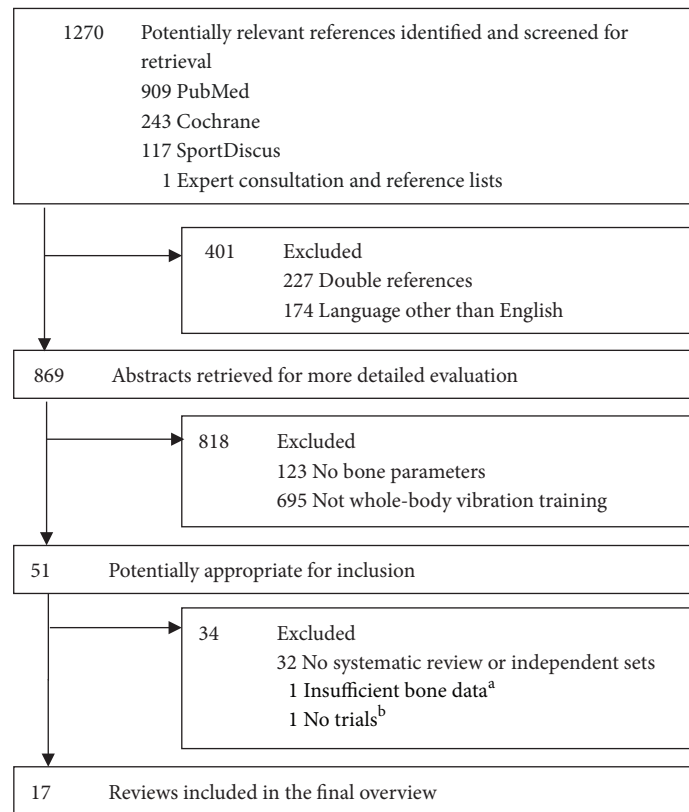 1270 Potentially relevant references identified and screened for
retrieval
909 PubMed
243 Cochrane
117 SportDiscus
1 Expert consultation and reference lists
401 Excluded
227 Double references
174 Language other than English
869 Abstracts retrieved for more detailed evaluation
818 Excluded
123 No bone parameters
695 Not whole-body vibration training
51 Potentially appropriate for inclusion
34 Excluded
32 No systematic review or independent sets
1 Insufficient bone dataᵃ
1 No trialsᵇ
17 Reviews included in the final overview